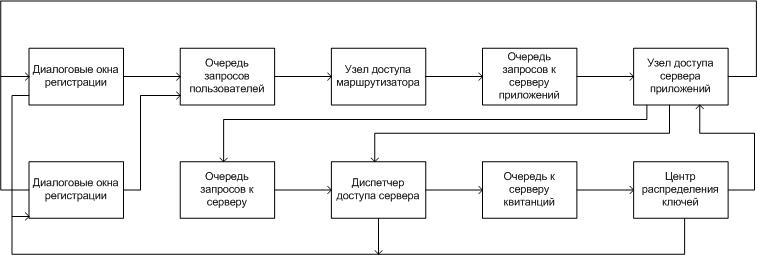 Диалоговые окна
регистрации
Очередь
запросов
пользователей
Узел доступа
маршрутизатора
Очередь
запросов к
серверу
приложений
Узел доступа
сервера
приложений
Диалоговые окна
регистрации
Очередь
запросов к
серверу
Диспетчер
доступа сервера
Очередь к
серверу
квитанций
Центр
распределения
ключей